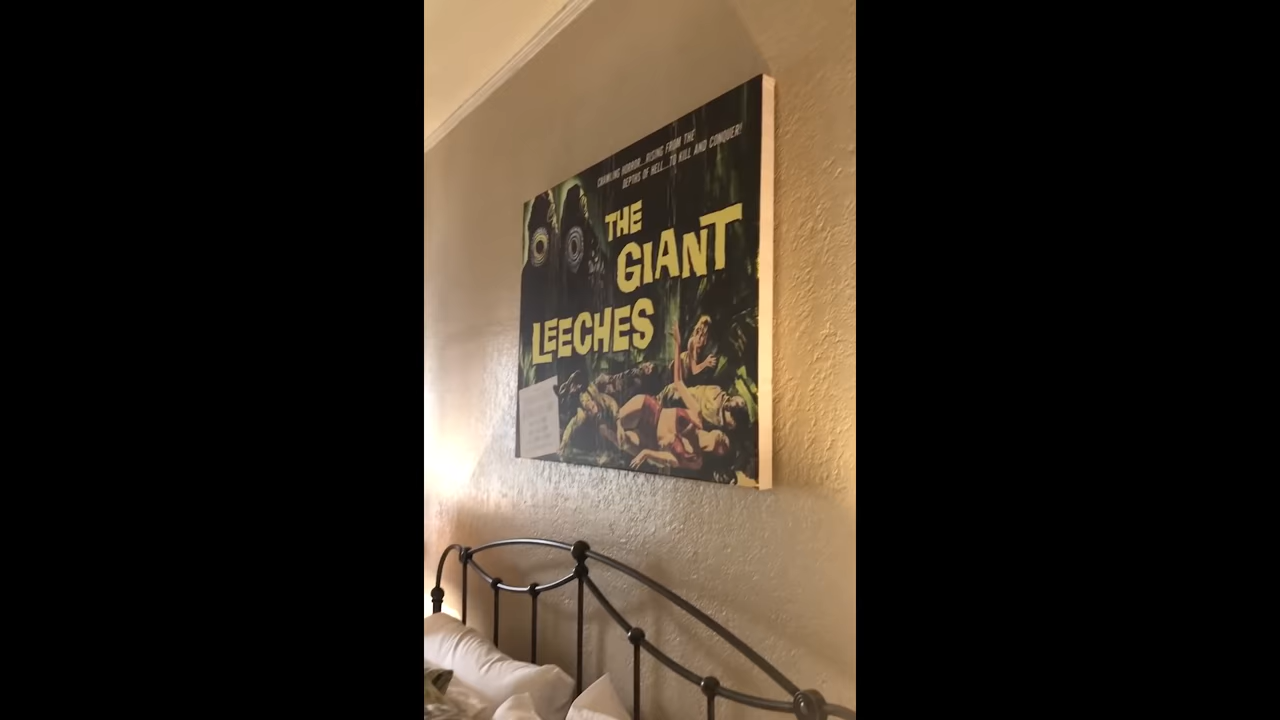 CRAWLING HORROR...RISING FROM THE
DEPTHS OF HELL...TO KILL AND CONQUER!
THE
GIANT
LEECHES